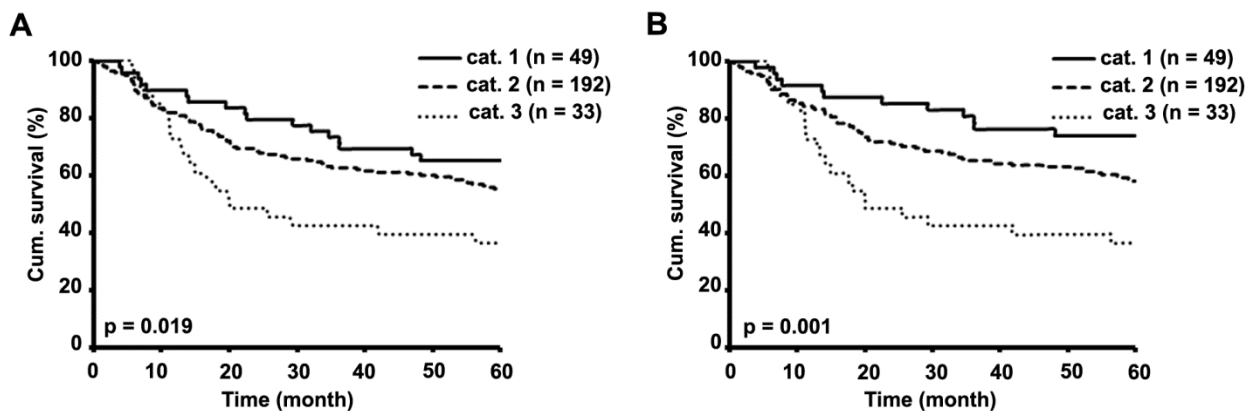 A
cat. 1 (n = 49)
cat. 2 (n = 192)
cat. 3 (n = 33)
Cum. survival (%)
100
80
60
40
20
0
p = 0.019
0 10 20 30 40 50 60
Time (month)
B
cat. 1 (n = 49)
cat. 2 (n = 192)
cat. 3 (n = 33)
Cum. survival (%)
100
80
60
40
20
0
p = 0.001
0 10 20 30 40 50 60
Time (month)